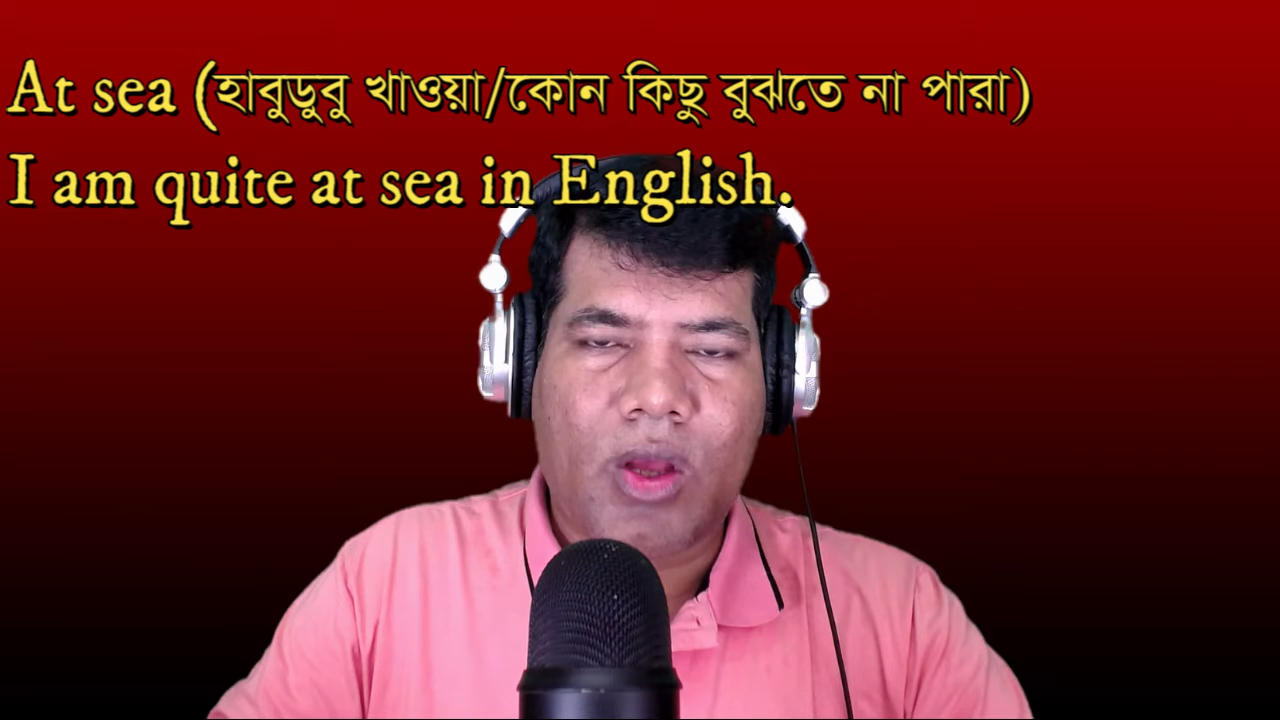 At sea (হাবুডুবু খাওয়া/কোন কিছু বুঝতে না পারা)
I am quite at sea in English.